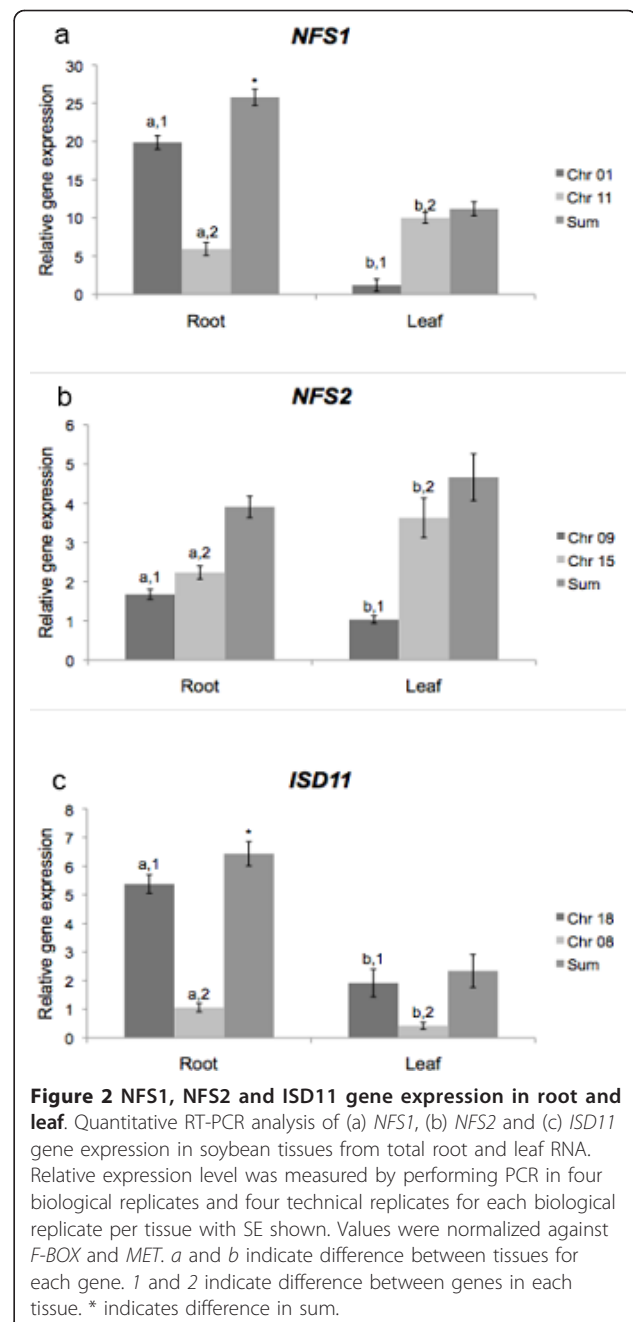 a
NFS1
Relative gene expression
30
25
20
15
10
5
0
a,1
a,2
*
b,1
b,2
Root
Leaf
Chr 01
Chr 11
Sum
b
NFS2
Relative gene expression
6
5
4
3
2
1
0
a,1
a,2
b,1
b,2
Root
Leaf
Chr 09
Chr 15
Sum
c
ISD11
Relative gene expression
8
7
6
5
4
3
2
1
0
a,1
a,2
*
b,1
b,2
Root
Leaf
Chr 18
Chr 08
Sum
Figure 2 NFS1, NFS2 and ISD11 gene expression in root and
leaf. Quantitative RT-PCR analysis of (a) NFS1, (b) NFS2 and (c) ISD11
gene expression in soybean tissues from total root and leaf RNA.
Relative expression level was measured by performing PCR in four
biological replicates and four technical replicates for each biological
replicate per tissue with SE shown. Values were normalized against
F-BOX and MET. a and b indicate difference between tissues for
each gene. 1 and 2 indicate difference between genes in each
tissue. * indicates difference in sum.